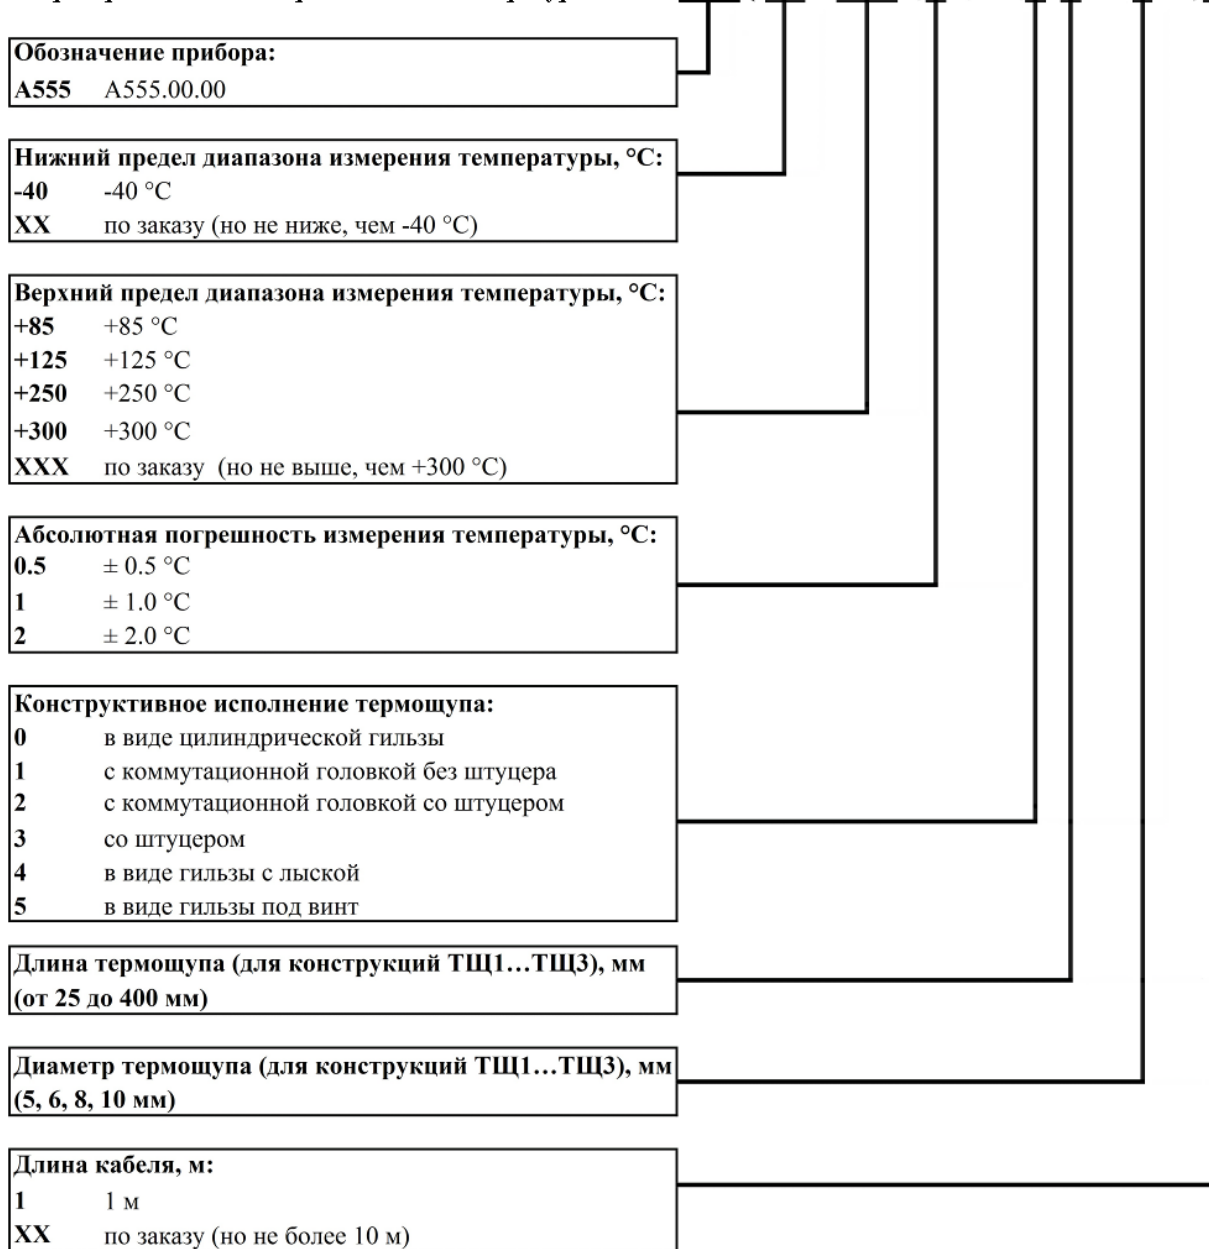 Обозначение прибора:
А555 А555.00.00
Нижний предел диапазона измерения температуры, °С:
-40 -40 °С
ХХ по заказу (но не ниже, чем -40 °С)
Верхний предел диапазона измерения температуры, °С:
+85 +85 °С
+125 +125 °С
+250 +250 °С
+300 +300 °С
ХХХ по заказу (но не выше, чем +300 °С)
Абсолютная погрешность измерения температуры, °С:
0.5 ± 0.5 °С
1 ± 1.0 °С
2 ± 2.0 °С
Конструктивное исполнение термощупа:
0 в виде цилиндрической гильзы
1 с коммутационной головкой без штуцера
2 с коммутационной головкой со штуцером
3 со штуцером
4 в виде гильзы с лыской
5 в виде гильзы под винт
Длина термощупа (для конструкций ТЩ1…ТЩ3), мм
(от 25 до 400 мм)
Диаметр термощупа (для конструкций ТЩ1…ТЩ3), мм
(5, 6, 8, 10 мм)
Длина кабеля, м:
1 1 м
ХХ по заказу (но не более 10 м)